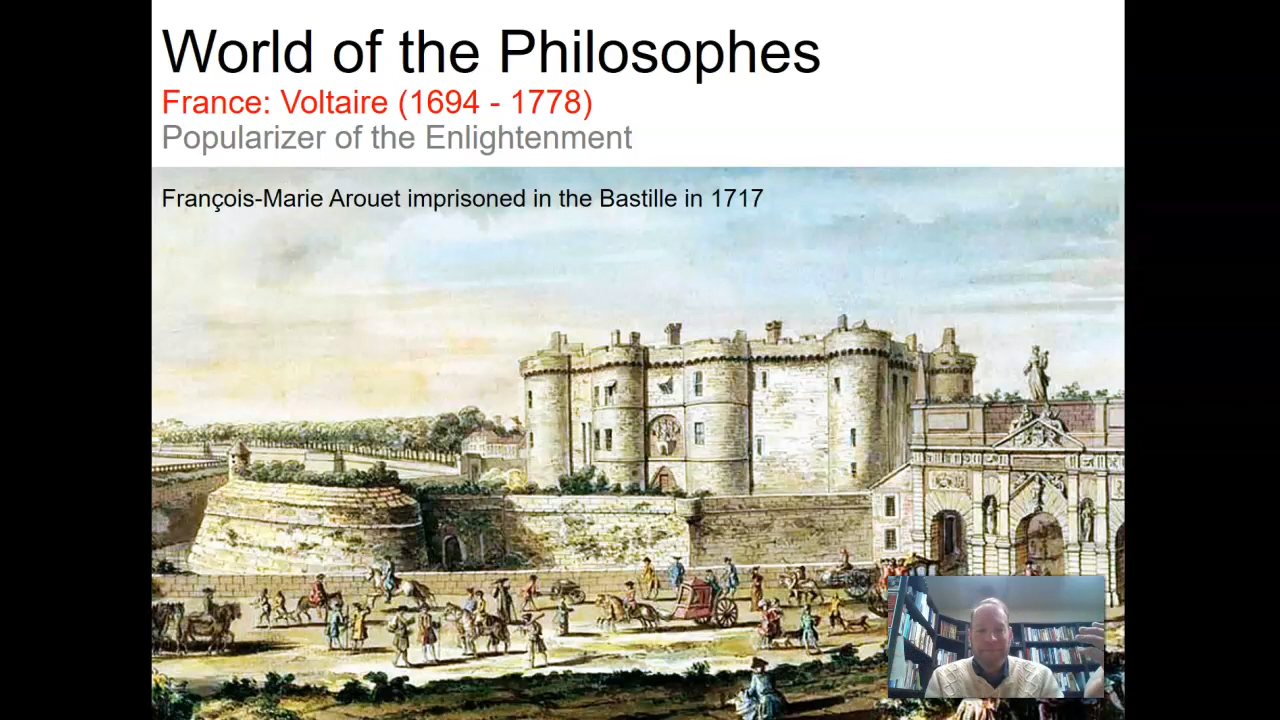 World of the Philosophes
France: Voltaire (1694 - 1778)
Popularizer of the Enlightenment
François-Marie Arouet imprisoned in the Bastille in 1717